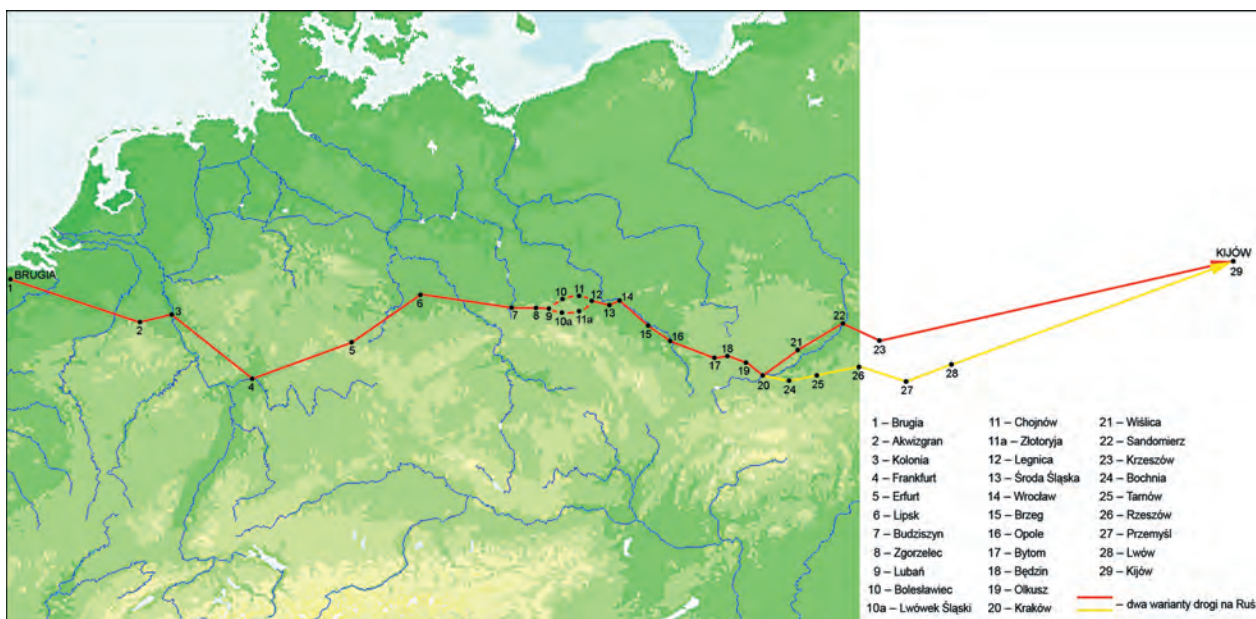 BRUGIA
1
2
3
4
5
6
7
8
9
10
10a
11
11a
12
13
14
15
16
17
18
19
20
21
22
23
24
25
26
27
28
KIJÓW
29
1 – Brugia
2 – Akwizgran
3 – Kolonia
4 – Frankfurt
5 – Erfurt
6 – Lipsk
7 – Budziszyn
8 – Zgorzelec
9 – Lubań
10 – Bolesławiec
10a – Lwówek Śląski
11 – Chojnów
11a – Złotoryja
12 – Legnica
13 – Środa Śląska
14 – Wrocław
15 – Brzeg
16 – Opole
17 – Bytom
18 – Będzin
19 – Olkusz
20 – Kraków
21 – Wiślica
22 – Sandomierz
23 – Krzeszów
24 – Bochnia
25 – Tarnów
26 – Rzeszów
27 – Przemyśl
28 – Lwów
29 – Kijów
– dwa warianty drogi na Ruś